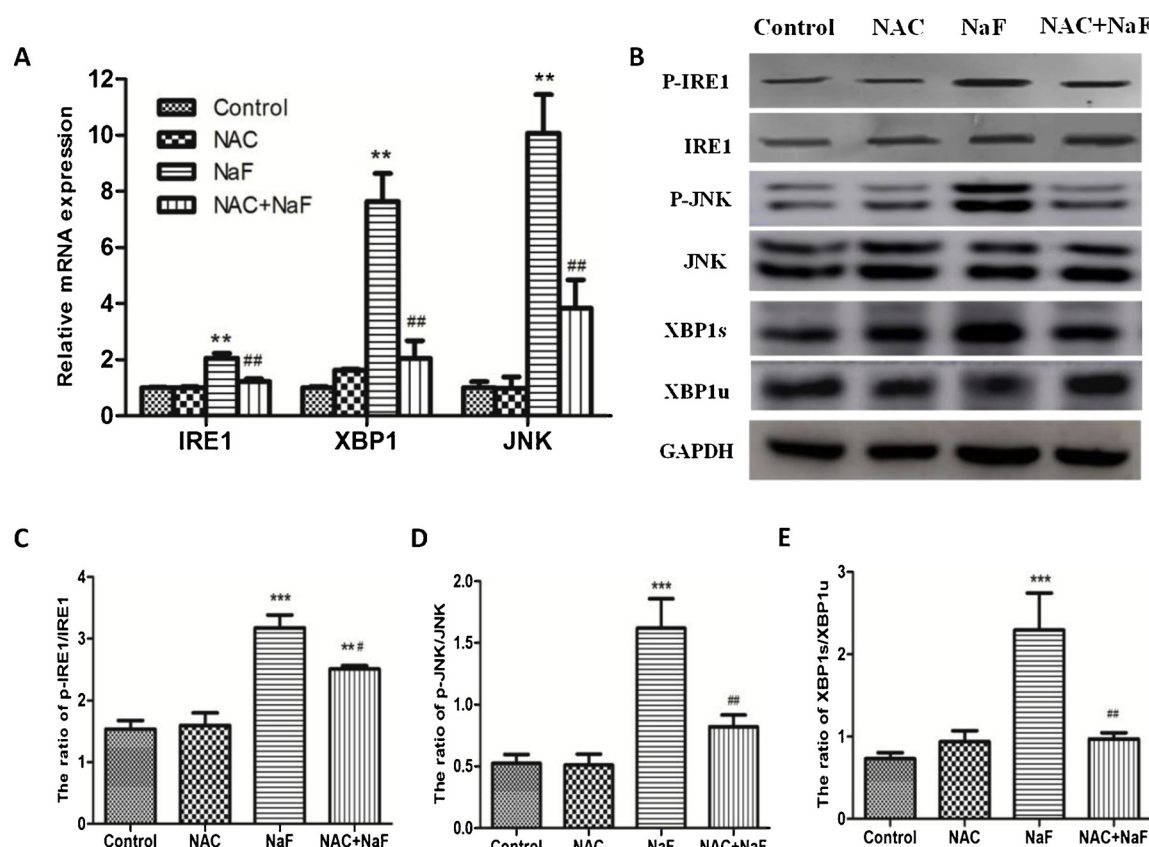 A
Relative mRNA expression
12
10
8
6
4
2
0
Control
NAC
NaF
NAC+NaF
**
##
**
##
**
##
IRE1 XBP1 JNK
B
Control NAC NaF NAC+NaF
P-IRE1
IRE1
P-JNK
JNK
XBP1s
XBP1u
GAPDH
C
The ratio of p-IRE1/IRE1
4
3
2
1
0
***
**#
Control NAC NaF NAC+NaF
D
The ratio of p-JNK/JNK
2.0
1.5
1.0
0.5
0.0
***
##
Control NAC NaF NAC+NaF
E
The ratio of XBP1s/XBP1u
3
2
1
0
***
##
Control NAC NaF NAC+NaF